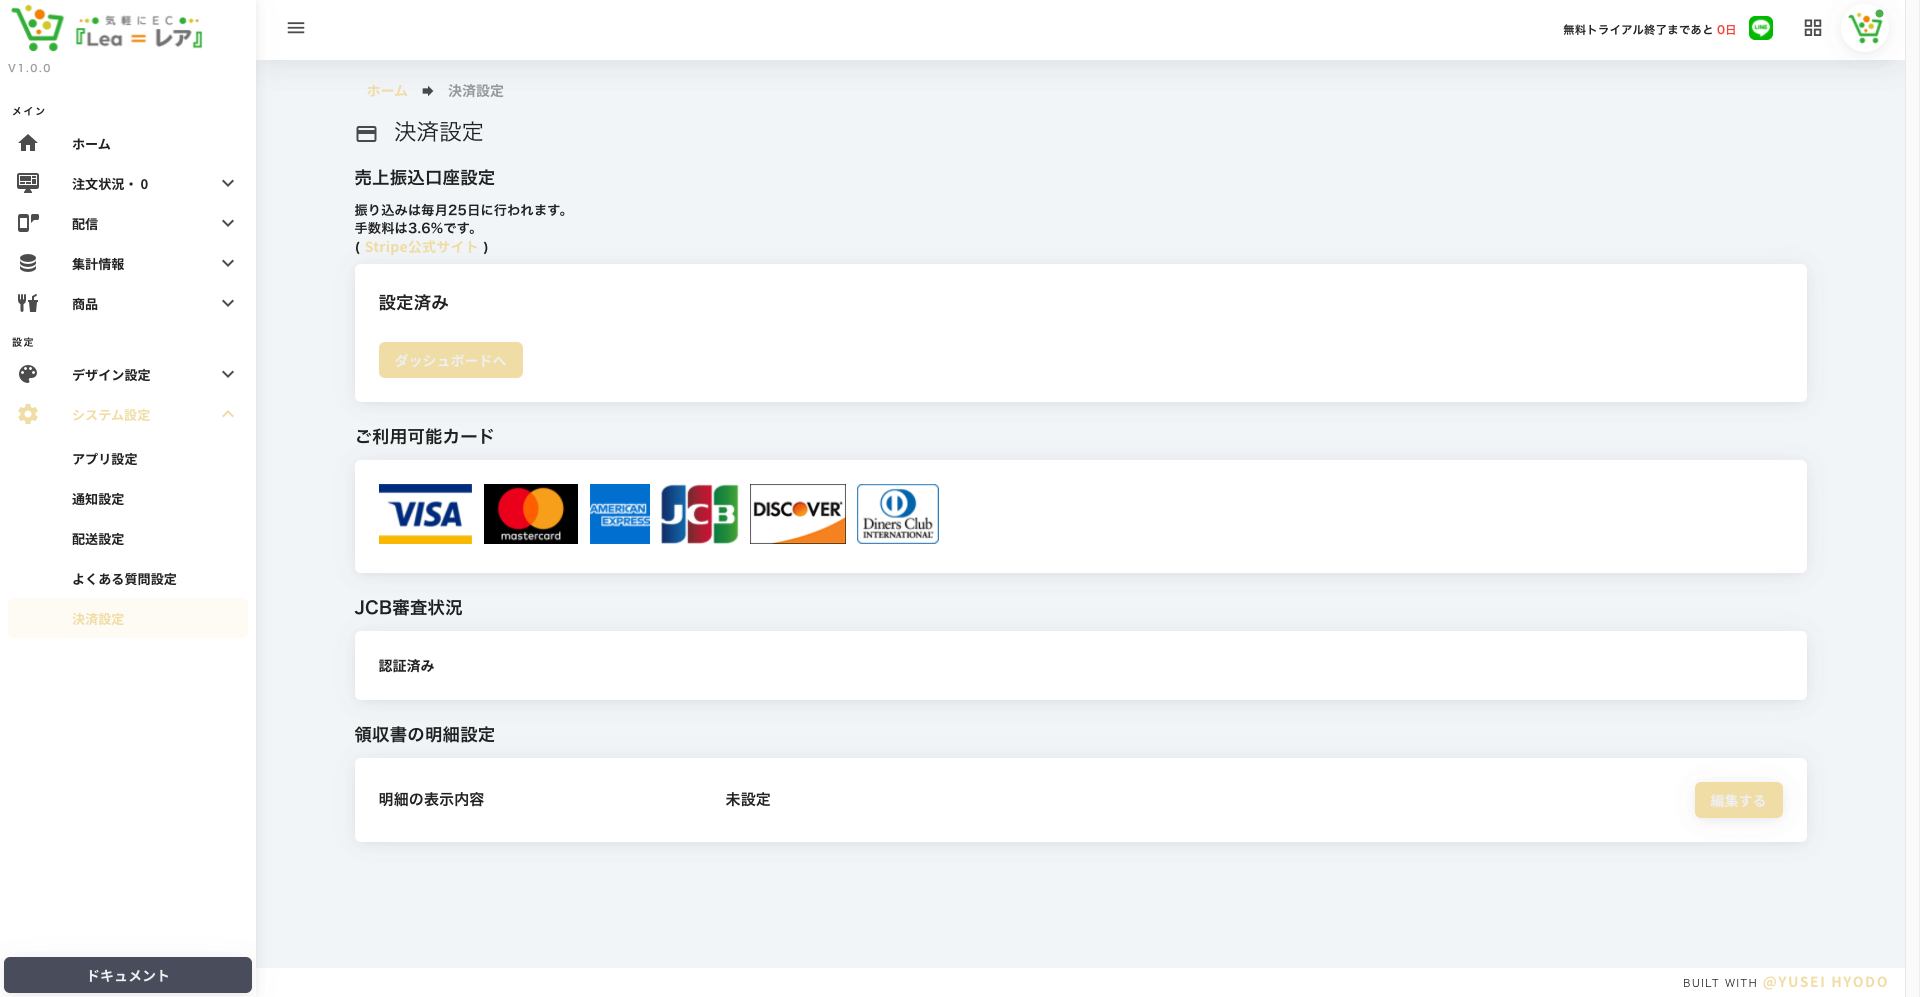 気軽にEC
『Lea = レア』
V1.0.0
メイン
ホーム
注文状況・ 0
配信
集計情報
商品
設定
デザイン設定
システム設定
アプリ設定
通知設定
配送設定
よくある質問設定
決済設定
ドキュメント
無料トライアル終了まであと 0日
LINE
ホーム 決済設定
決済設定
売上振込口座設定
振り込みは毎月25日に行われます。
手数料は3.6%です。
( Stripe公式サイト )
設定済み
ダッシュボードへ
ご利用可能カード
VISA
mastercard
AMERICAN EXPRESS
JCB
DISCOVER
Diners Club INTERNATIONAL
JCB審査状況
認証済み
領収書の明細設定
明細の表示内容 未設定 編集する
BUILT WITH @YUSEI HYODO